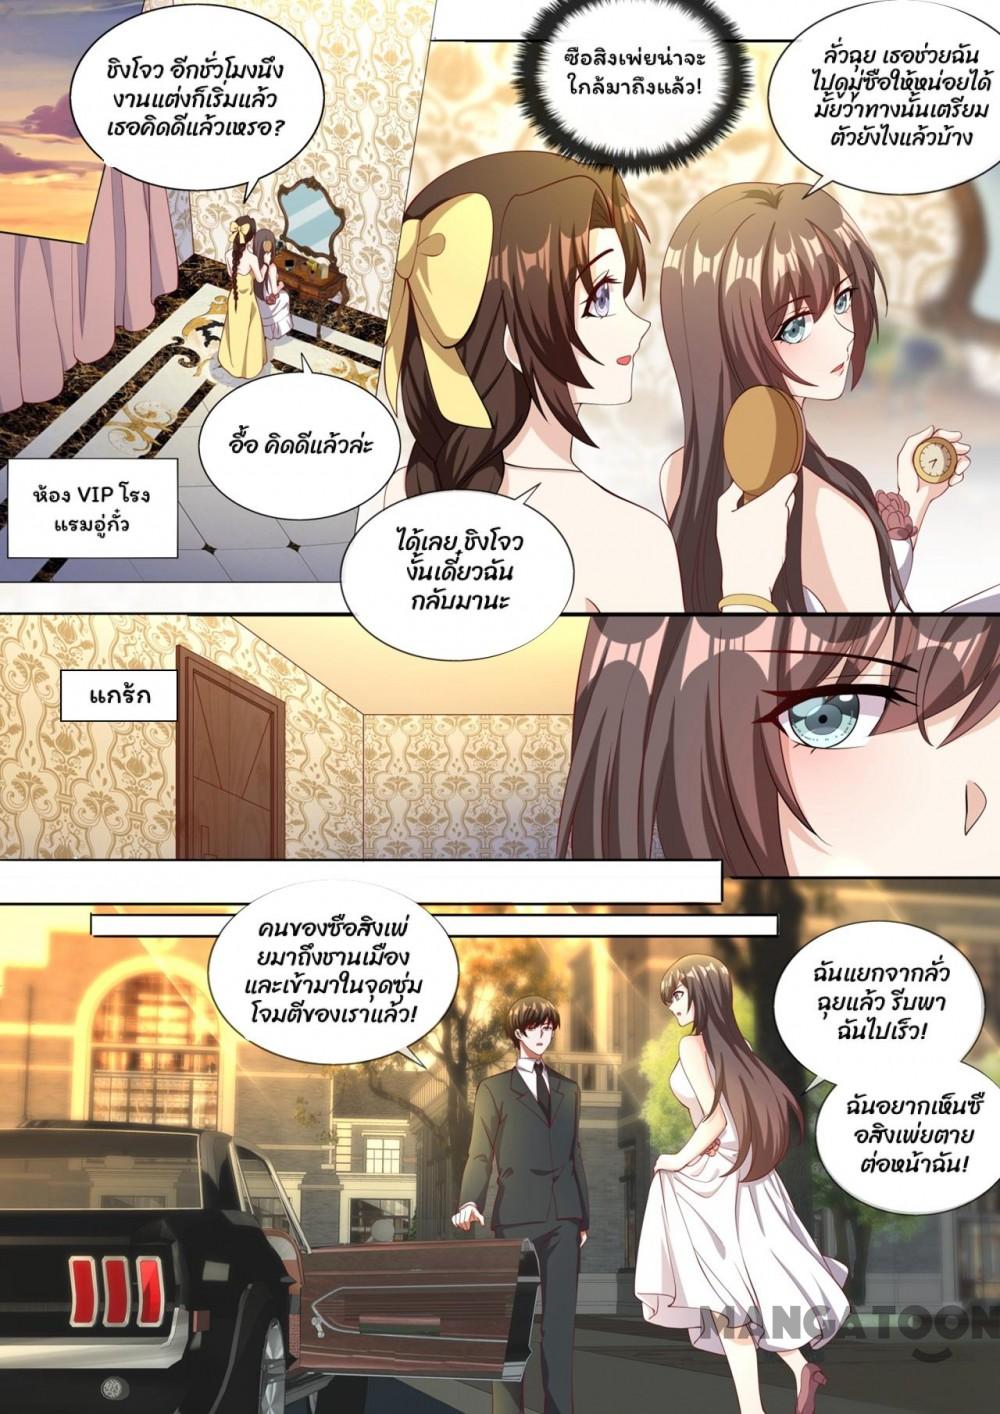 ชิงโจว อีกชั่วโมงนึง
งานแต่งก็เริ่มแล้ว
เธอคิดดีแล้วเหรอ?
อื้อ คิดดีแล้วล่ะ
ห้อง VIP โรง
แรมอู่กั๋ว
ซือสิงเพ่ยน่าจะ
ใกล้มาถึงแล้ว!
ลั่วฉุย เธอช่วยฉัน
ไปดูมู่ซือให้หน่อยได้
มั้ยว่าทางนั้นเตรียม
ตัวยังไงแล้วบ้าง
ได้เลย ชิงโจว
งั้นเดี๋ยวฉัน
กลับมานะ
แกร้ก
คนของซือสิงเพ่
ยมาถึงชานเมือง
และเข้ามาในจุดซุ่ม
โจมตีของเราแล้ว!
ฉันแยกจากลั่ว
ฉุยแล้ว รีบพา
ฉันไปเร็ว!
ฉันอยากเห็นซื
อสิงเพ่ยตาย
ต่อหน้าฉัน!
MANGATOON